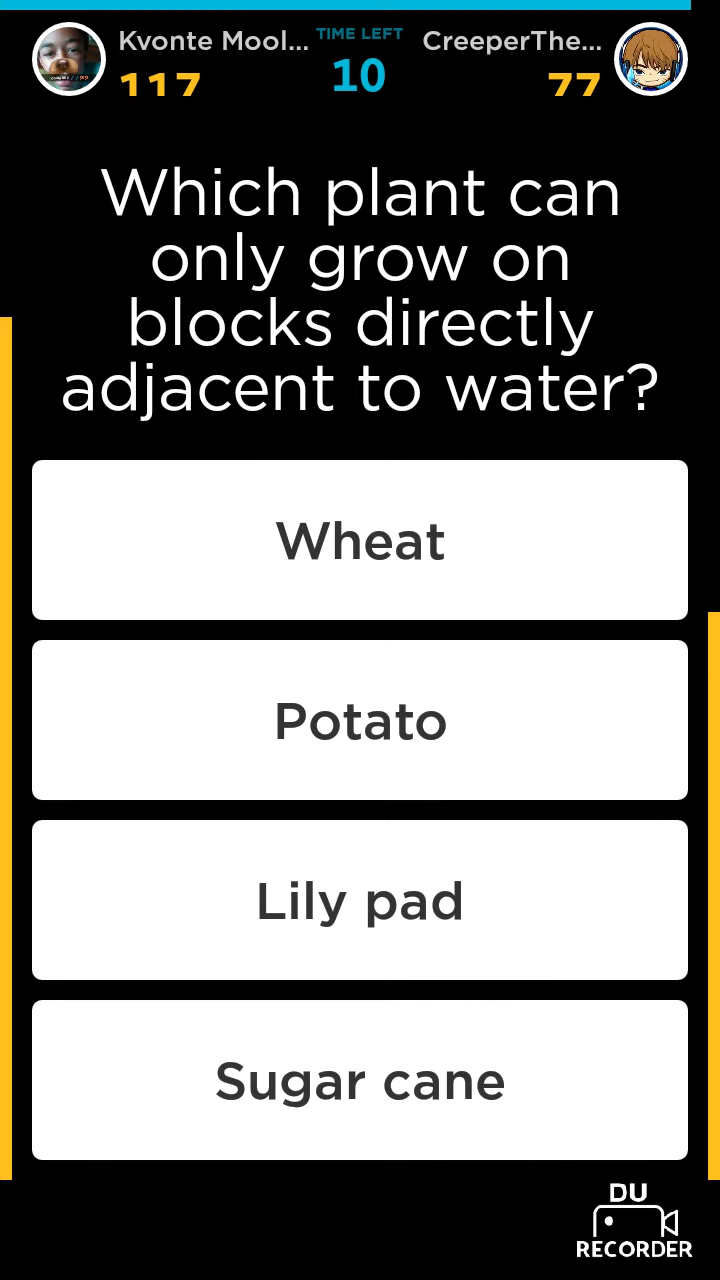 Kvonte Mool...
TIME LEFT
CreeperThe...
117
10
77
Which plant can
only grow on
blocks directly
adjacent to water?
Wheat
Potato
Lily pad
Sugar cane
DU
RECORDER